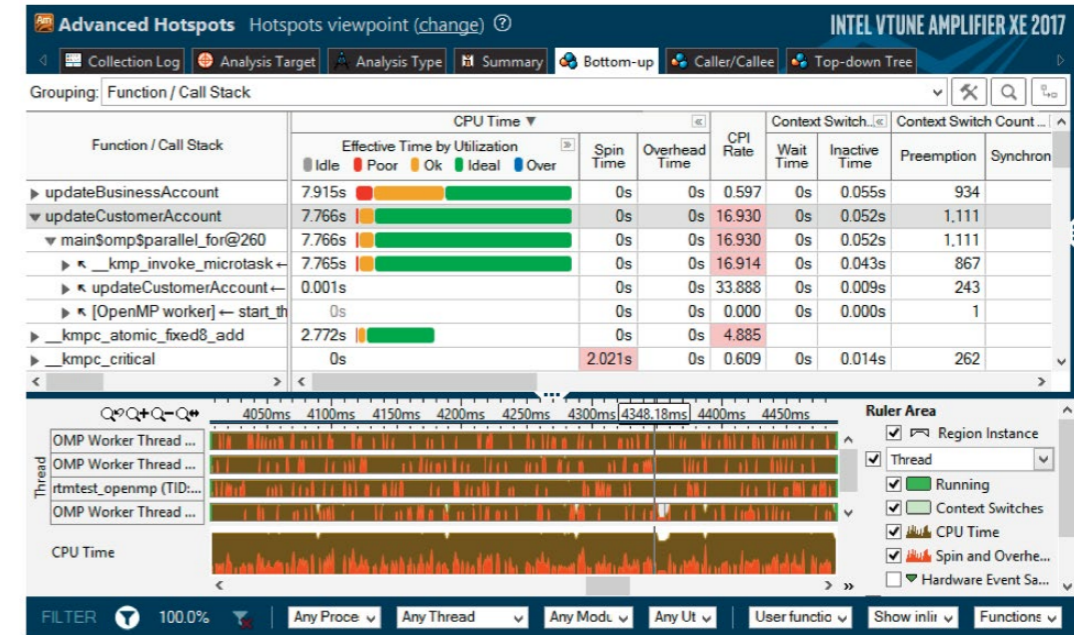 Am Advanced Hotspots Hotspots viewpoint (change) ? INTEL VTUNE AMPLIFIER XE 2017
Collection Log Analysis Target Analysis Type Summary Bottom-up Caller/Callee Top-down Tree
Grouping: Function / Call Stack
Function / Call Stack
CPU Time
Effective Time by Utilization
Idle Poor Ok Ideal Over
Spin Time
Overhead Time
CPI Rate
Context Switch...
Wait Time
Inactive Time
Context Switch Count ...
Preemption Synchron
updateBusinessAccount 7.915s 0s 0s 0.597 0s 0.055s 934
updateCustomerAccount 7.766s 0s 0s 16.930 0s 0.052s 1,111
main$omp$parallel_for@260 7.766s 0s 0s 16.930 0s 0.052s 1,111
__kmp_invoke_microtask ← 7.765s 0s 0s 16.914 0s 0.043s 867
updateCustomerAccount ← 0.001s 0s 0s 33.888 0s 0.009s 243
[OpenMP worker] ← start_th 0s 0s 0s 0.000 0s 0.000s 1
__kmpc_atomic_fixed8_add 2.772s 0s 0s 4.885
__kmpc_critical 0s 2.021s 0s 0.609 0s 0.014s 262
4050ms 4100ms 4150ms 4200ms 4250ms 4300ms 4348.18ms 4400ms 4450ms
Thread
OMP Worker Thread ...
OMP Worker Thread ...
rtmtest_openmp (TID:...
OMP Worker Thread ...
CPU Time
Ruler Area
Region Instance
Thread
Running
Context Switches
CPU Time
Spin and Overhe...
Hardware Event Sa...
FILTER 100.0% Any Proce Any Thread Any Modu Any Ut User functio Show inlir Functions